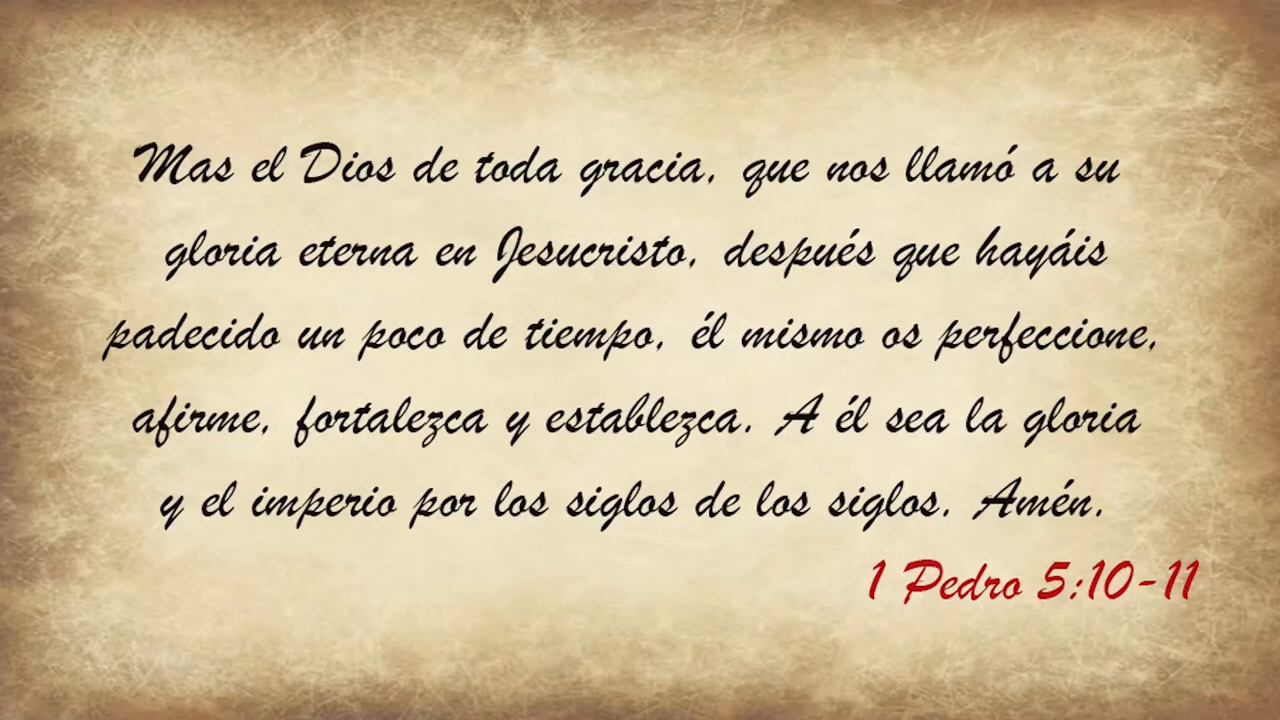 Mas el Dios de toda gracia, que nos llamó a su
gloria eterna en Jesucristo, después que hayáis
padecido un poco de tiempo, él mismo os perfeccione,
afirme, fortalezca y establezca. A él sea la gloria
y el imperio por los siglos de los siglos. Amén.
1 Pedro 5:10-11